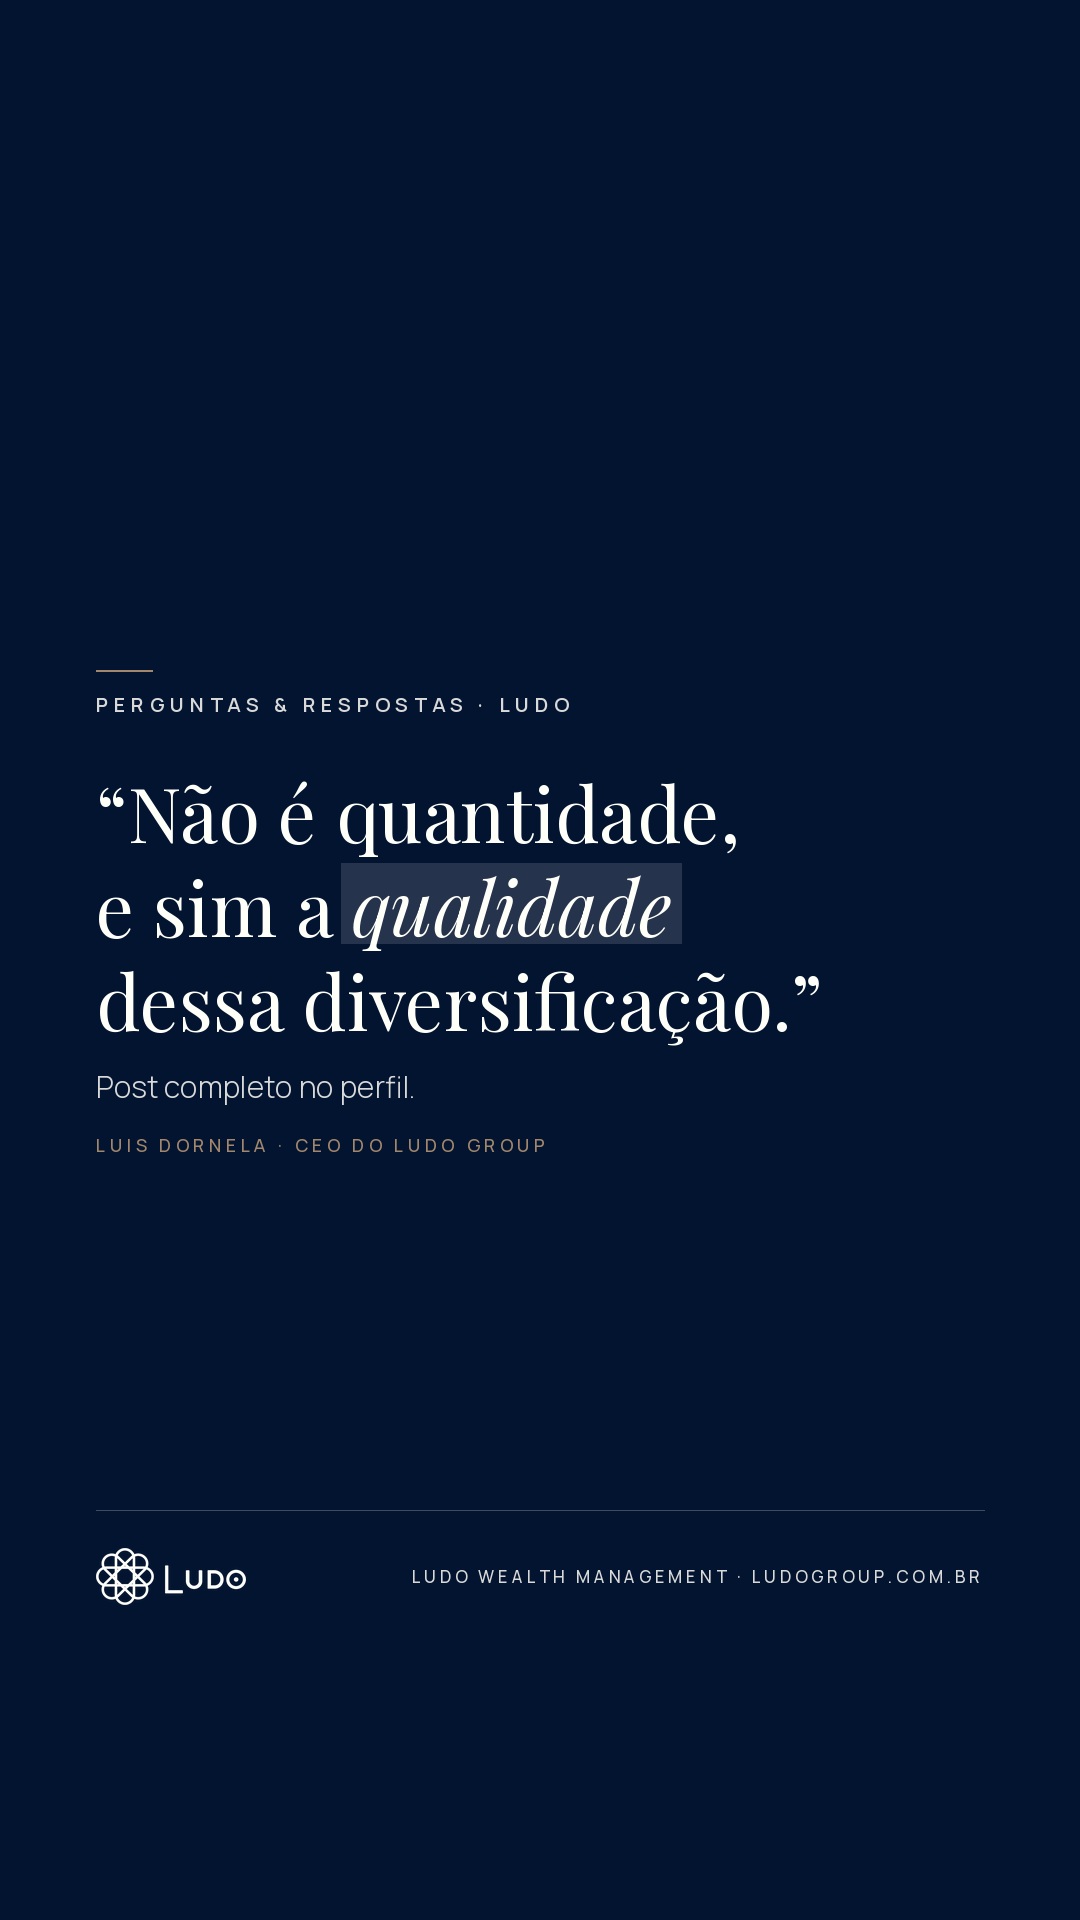 PERGUNTAS & RESPOSTAS · LUDO
“Não é quantidade,
e sim a qualidade
dessa diversificação.”
Post completo no perfil.
LUIS DORNELA · CEO DO LUDO GROUP
LUDO
LUDO WEALTH MANAGEMENT · LUDOGROUP.COM.BR